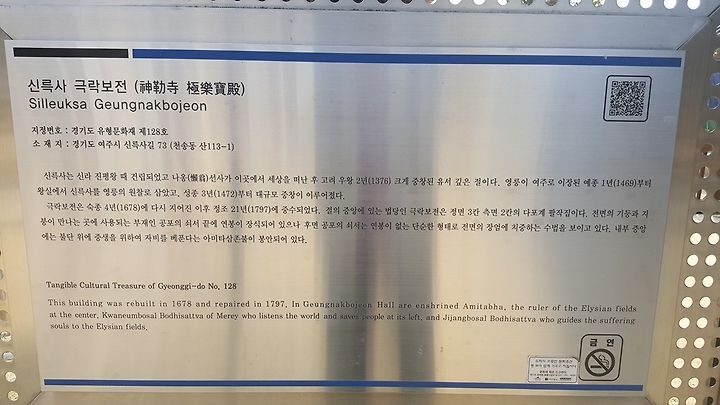 신륵사 극락보전 (神勒寺 極樂寶殿)
Silleuksa Geungnakbojeon
지정번호 : 경기도 유형문화재 제128호
소 재 지 : 경기도 여주시 신륵사길 73 (천송동 산113-1)
신륵사는 신라 진평왕 때 건립되었고 나옹(懶翁)선사가 이곳에서 세상을 떠난 후 고려 우왕 2년(1376) 크게 중창된 유서 깊은 절이다. 영릉이 여주로 이장된 예종 1년(1469)부터
왕실에서 신륵사를 영릉의 원찰로 삼았고, 성종 3년(1472)부터 대규모 중창이 이루어졌다.
극락보전은 숙종 4년(1678)에 다시 지어진 이후 정조 21년(1797)에 중수되었다. 절의 중앙에 있는 법당인 극락보전은 정면 3칸 측면 2칸의 다포계 팔작집이다. 전면의 기둥과 지
붕이 만나는 곳에 사용되는 부재인 공포의 쇠서 끝에 연봉이 장식되어 있으나 후면 공포의 쇠서는 연봉이 없는 단순한 형태로 전면의 장엄에 치중하는 수법을 보이고 있다. 내부 중앙
에는 불단 위에 중생을 위하여 자비를 베푼다는 아미타삼존불이 봉안되어 있다.
Tangible Cultural Treasure of Gyeonggi-do No. 128
This building was rebuilt in 1678 and repaired in 1797. In Geungnakbojeon Hall are enshrined Amitabha, the ruler of the Elysian fields
at the center, Kwaneumbosal Bodhisattva of Merey who listens the world and saves people at its left, and Jijangbosal Bodhisattva who guides the suffering
souls to the Elysian fields.
금 연